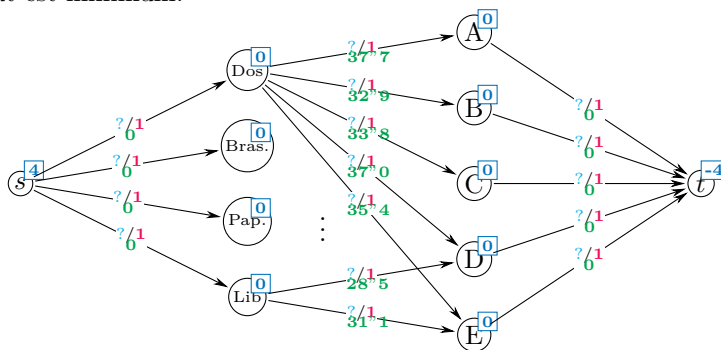 est minimum.
A 0
Dos 0
?/1
37"7
B 0
?/1
32"9
?/1
0
?/1
33"8
Bras. 0
?/1
0
?/1
0
?/1
0
s 4
?/1
37"0
C 0
?/1
0
t -4
?/1
0
?/1
35"4
Pap. 0
⋮
?/1
0
?/1
0
D 0
?/1
28"5
Lib 0
?/1
0
?/1
31"1
E 0